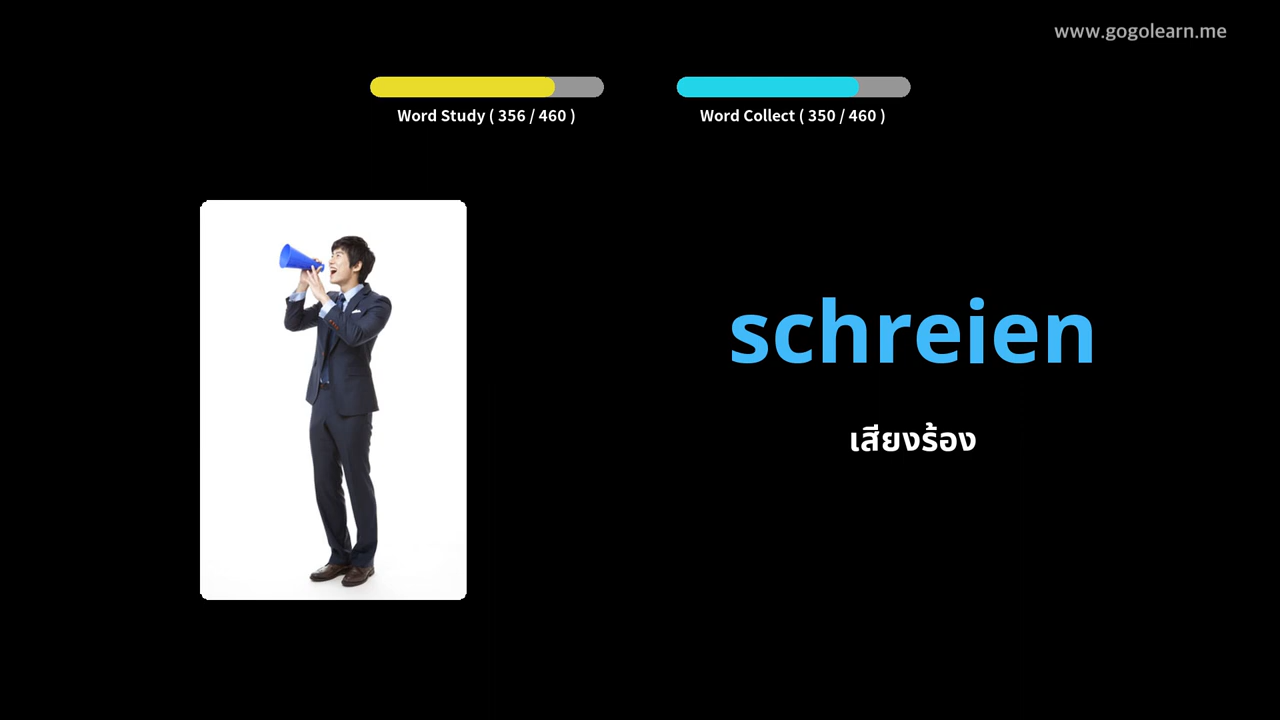 www.gogolearn.me
Word Study ( 356 / 460 )
Word Collect ( 350 / 460 )
schreien
เสียงร้อง